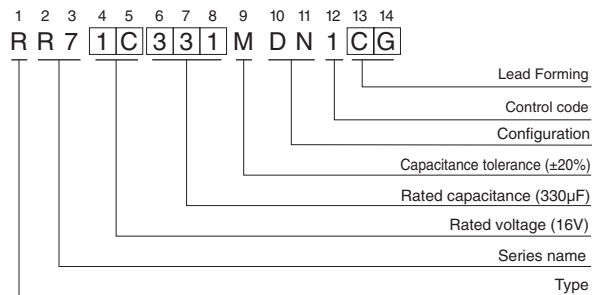 1 2 3 4 5 6 7 8 9 10 11 12 13 14
R R 7 1 C 3 3 1 M D N 1 C G
Lead Forming
Control code
Configuration
Capacitance tolerance (±20%)
Rated capacitance (330µF)
Rated voltage (16V)
Series name
Type